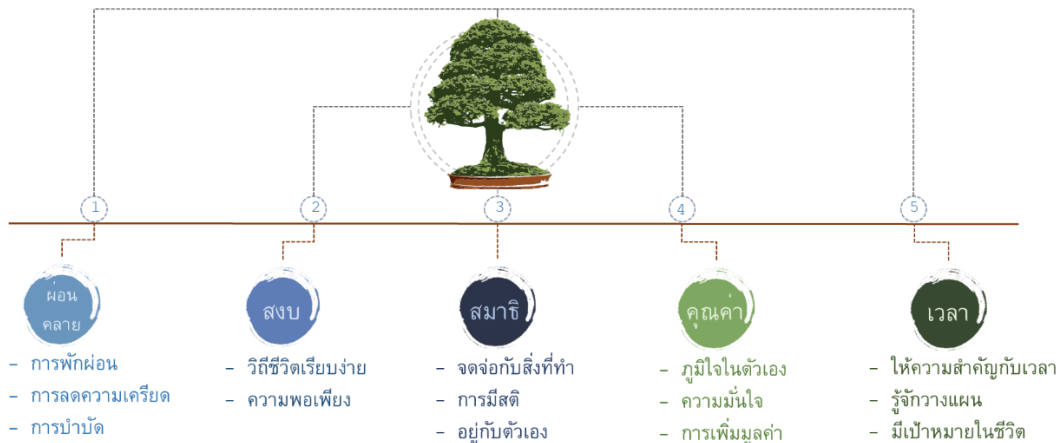 1
2
3
4
5
ผ่อน
คลาย
- การพักผ่อน
- การลดความเครียด
- การบำบัด
สงบ
- วิถีชีวิตเรียบง่าย
- ความพอเพียง
สมาธิ
- จดจ่อกับสิ่งที่ทำ
- การมีสติ
- อยู่กับตัวเอง
คุณค่า
- ภูมิใจในตัวเอง
- ความมั่นใจ
- การเพิ่มมูลค่า
เวลา
- ให้ความสำคัญกับเวลา
- รู้จักวางแผน
- มีเป้าหมายในชีวิต